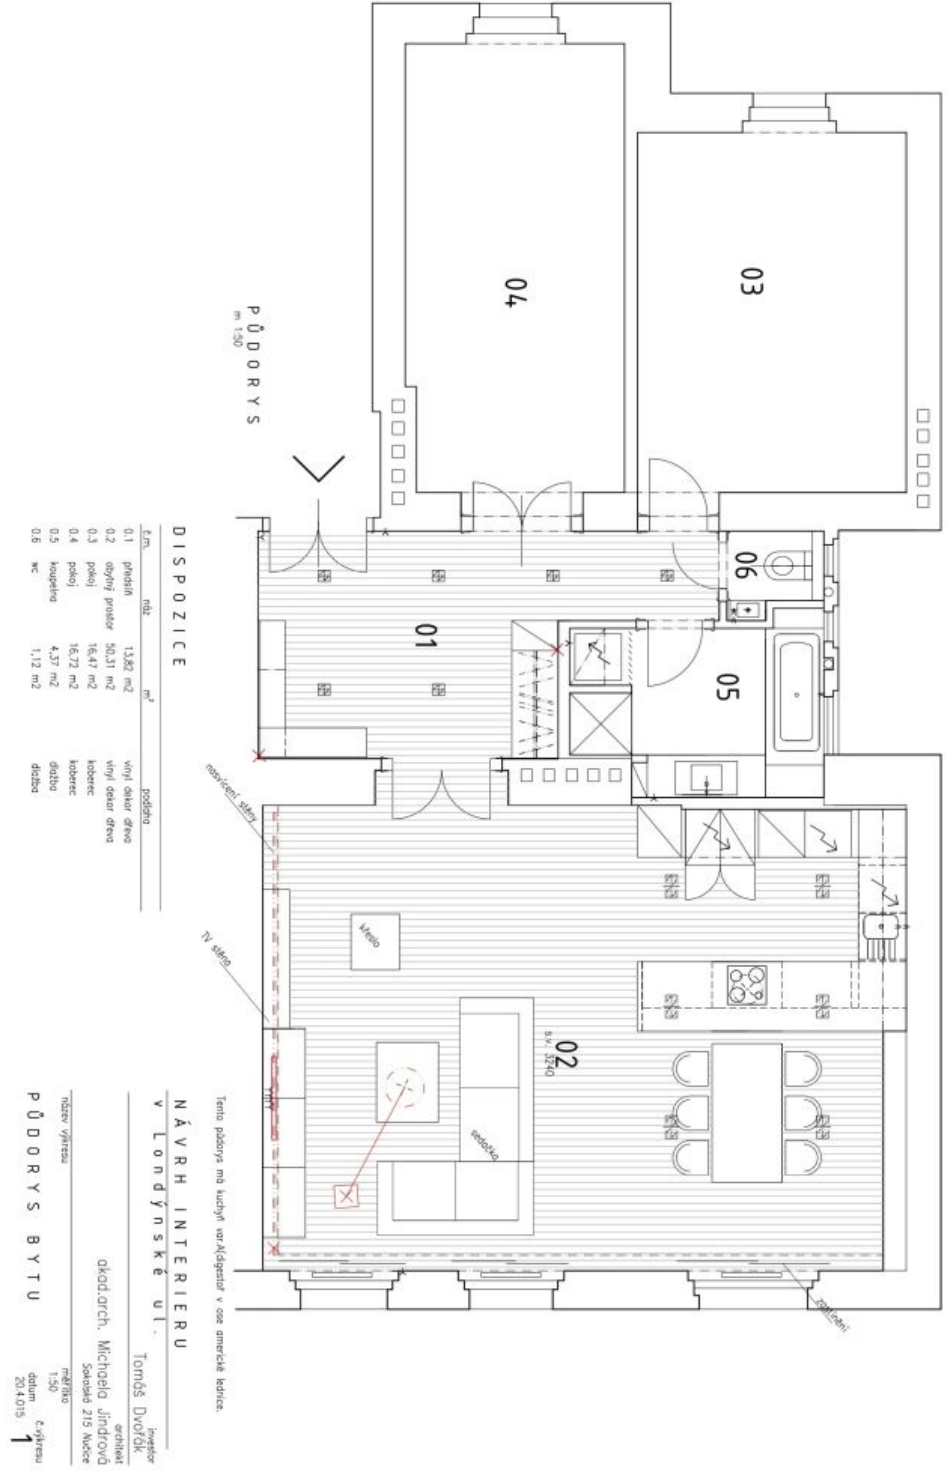 04
03
PŮDORYS
m 1:50
06
01
05
DISPOZICE
č.m. náz m² podlaha
0.1 předsíň 13,82 m2 vinyl dekor dřeva
0.2 obytný prostor 50,31 m2 vinyl dekor dřeva
0.3 pokoj 16,47 m2 koberec
0.4 pokoj 16,72 m2 koberec
0.5 koupelna 4,37 m2 dlažba
0.6 wc 1,12 m2 dlažba
nasvícení stěny
TV stěna
křeslo
02
s.v. 3240
sedačka
zastínění
Tento půdorys má kuchyň var.A(digestoř v ose americké lednice.
NÁVRH INTERIERU
v Londýnské ul.
investor
Tomáš Dvořák
architekt
akad.arch. Michaela Jindrová
Sokolská 215 Nučice
název výkresu
měřítko
1:50
PŮDORYS BYTU
datum č.výkresu
20.4.015 1